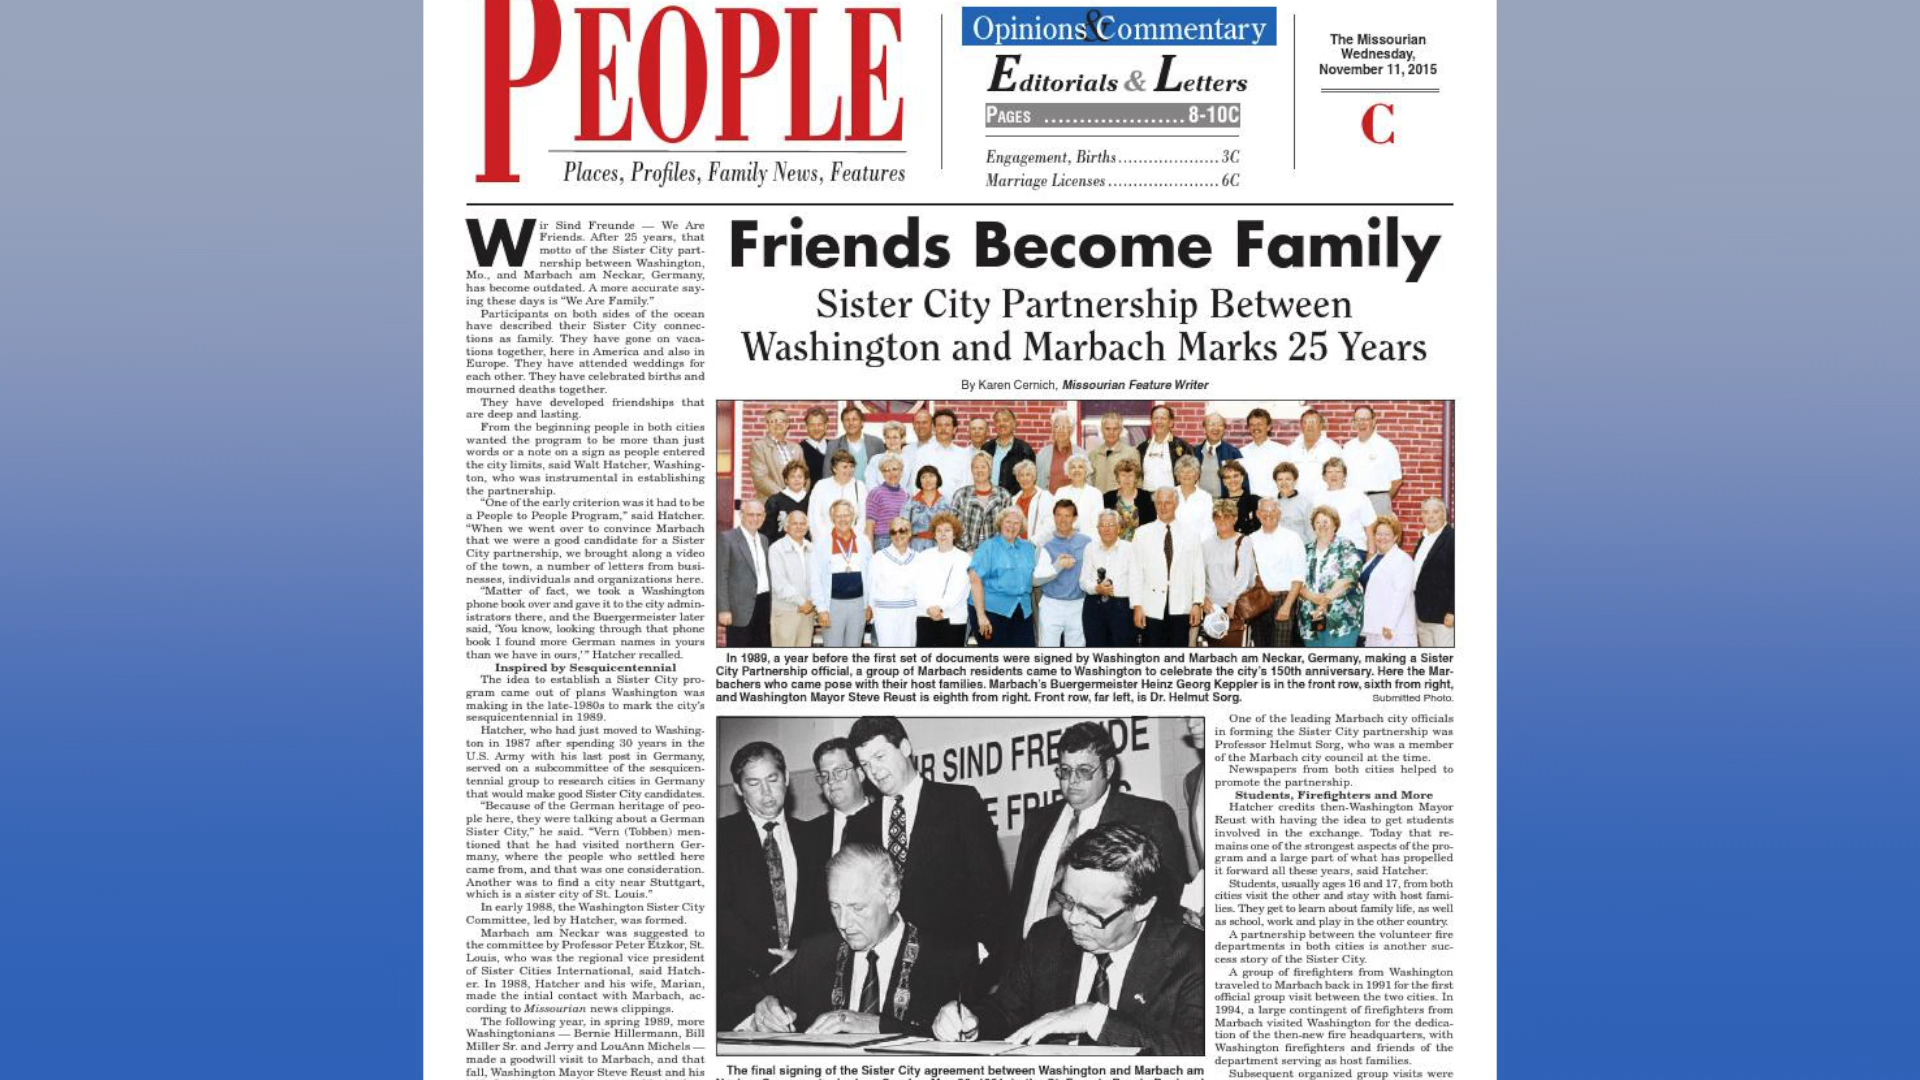 PEOPLE
Places, Profiles, Family News, Features
Opinions & Commentary
Editorials & Letters
PAGES .................... 8-10C
Engagement, Births.................... 3C
Marriage Licenses...................... 6C
The Missourian
Wednesday,
November 11, 2015
C
Friends Become Family
Sister City Partnership Between
Washington and Marbach Marks 25 Years
By Karen Cernich, Missourian Feature Writer
Wir Sind Freunde — We Are
Friends. After 25 years, that
motto of the Sister City part-
nership between Washington,
Mo., and Marbach am Neckar, Germany,
has become outdated. A more accurate say-
ing these days is “We Are Family.”
Participants on both sides of the ocean
have described their Sister City connec-
tions as family. They have gone on vaca-
tions together, here in America and also in
Europe. They have attended weddings for
each other. They have celebrated births and
mourned deaths together.
They have developed friendships that
are deep and lasting.
From the beginning people in both cities
wanted the program to be more than just
words or a note on a sign as people entered
the city limits, said Walt Hatcher, Washing-
ton, who was instrumental in establishing
the partnership.
“One of the early criterion was it had to be
a People to People Program,” said Hatcher.
“When we went over to convince Marbach
that we were a good candidate for a Sister
City partnership, we brought along a video
of the town, a number of letters from busi-
nesses, individuals and organizations here.
“Matter of fact, we took a Washington
phone book over and gave it to the city admin-
istrators there, and the Buergermeister later
said, ‘You know, looking through that phone
book I found more German names in yours
than we have in ours,’” Hatcher recalled.
Inspired by Sesquicentennial
The idea to establish a Sister City pro-
gram came out of plans Washington was
making in the late-1980s to mark the city’s
sesquicentennial in 1989.
Hatcher, who had just moved to Washing-
ton in 1987 after spending 30 years in the
U.S. Army with his last post in Germany,
served on a subcommittee of the sesquicen-
tennial group to research cities in Germany
that would make good Sister City candidates.
“Because of the German heritage of peo-
ple here, they were talking about a German
Sister City,” he said. “Vern (Tobben) men-
tioned that he had visited northern Ger-
many, where the people who settled here
came from, and that was one consideration.
Another was to find a city near Stuttgart,
which is a sister city of St. Louis.”
In early 1988, the Washington Sister City
Committee, led by Hatcher, was formed.
Marbach am Neckar was suggested to
the committee by Professor Peter Etzkor, St.
Louis, who was the regional vice president
of Sister Cities International, said Hatch-
er. In 1988, Hatcher and his wife, Marian,
made the intial contact with Marbach, ac-
cording to Missourian news clippings.
The following year, in spring 1989, more
Washingtonians — Bernie Hillermann, Bill
Miller Sr. and Jerry and LouAnn Michels —
made a goodwill visit to Marbach, and that
fall, Washington Mayor Steve Reust and his
In 1989, a year before the first set of documents were signed by Washington and Marbach am Neckar, Germany, making a Sister
City Partnership official, a group of Marbach residents came to Washington to celebrate the city’s 150th anniversary. Here the Mar-
bachers who came pose with their host families. Marbach’s Buergermeister Heinz Georg Keppler is in the front row, sixth from right,
and Washington Mayor Steve Reust is eighth from right. Front row, far left, is Dr. Helmut Sorg. Submitted Photo.
IR SIND FRE DE
E FRI
The final signing of the Sister City agreement between Washington and Marbach am
One of the leading Marbach city officials
in forming the Sister City partnership was
Professor Helmut Sorg, who was a member
of the Marbach city council at the time.
Newspapers from both cities helped to
promote the partnership.
Students, Firefighters and More
Hatcher credits then-Washington Mayor
Reust with having the idea to get students
involved in the exchange. Today that re-
mains one of the strongest aspects of the pro-
gram and a large part of what has propelled
it forward all these years, said Hatcher.
Students, usually ages 16 and 17, from both
cities visit the other and stay with host fami-
lies. They get to learn about family life, as well
as school, work and play in the other country.
A partnership between the volunteer fire
departments in both cities is another suc-
cess story of the Sister City.
A group of firefighters from Washington
traveled to Marbach back in 1991 for the first
official group visit between the two cities. In
1994, a large contingent of firefighters from
Marbach visited Washington for the dedica-
tion of the then-new fire headquarters, with
Washington firefighters and friends of the
department serving as host families.
Subsequent organized group visits were